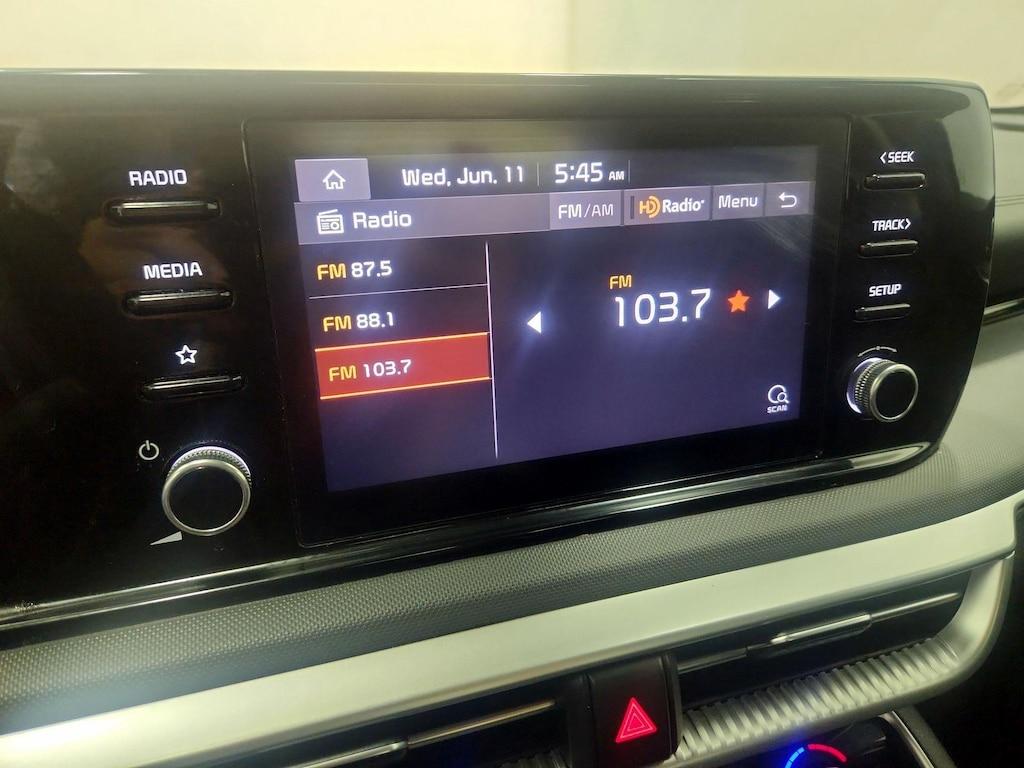 RADIO
MEDIA
Wed, Jun. 11 5:45 AM
Radio FM/AM HD Radio Menu
FM 87.5
FM 88.1
FM 103.7
FM
103.7
SCAN
< SEEK
TRACK >
SETUP